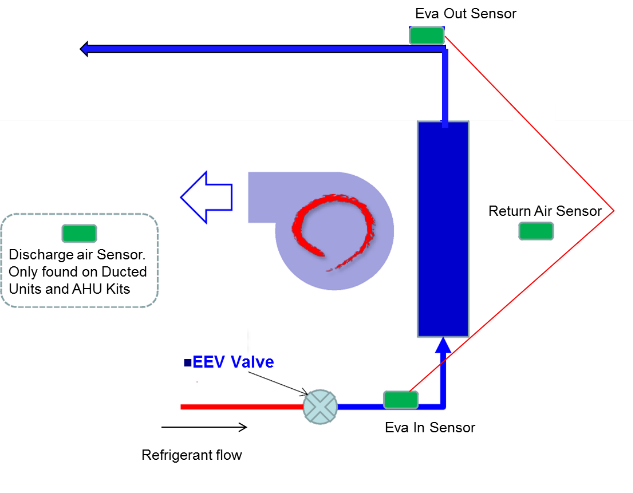 Eva Out Sensor
Return Air Sensor
Discharge air Sensor.
Only found on Ducted
Units and AHU Kits
▪EEV Valve
Eva In Sensor
Refrigerant flow